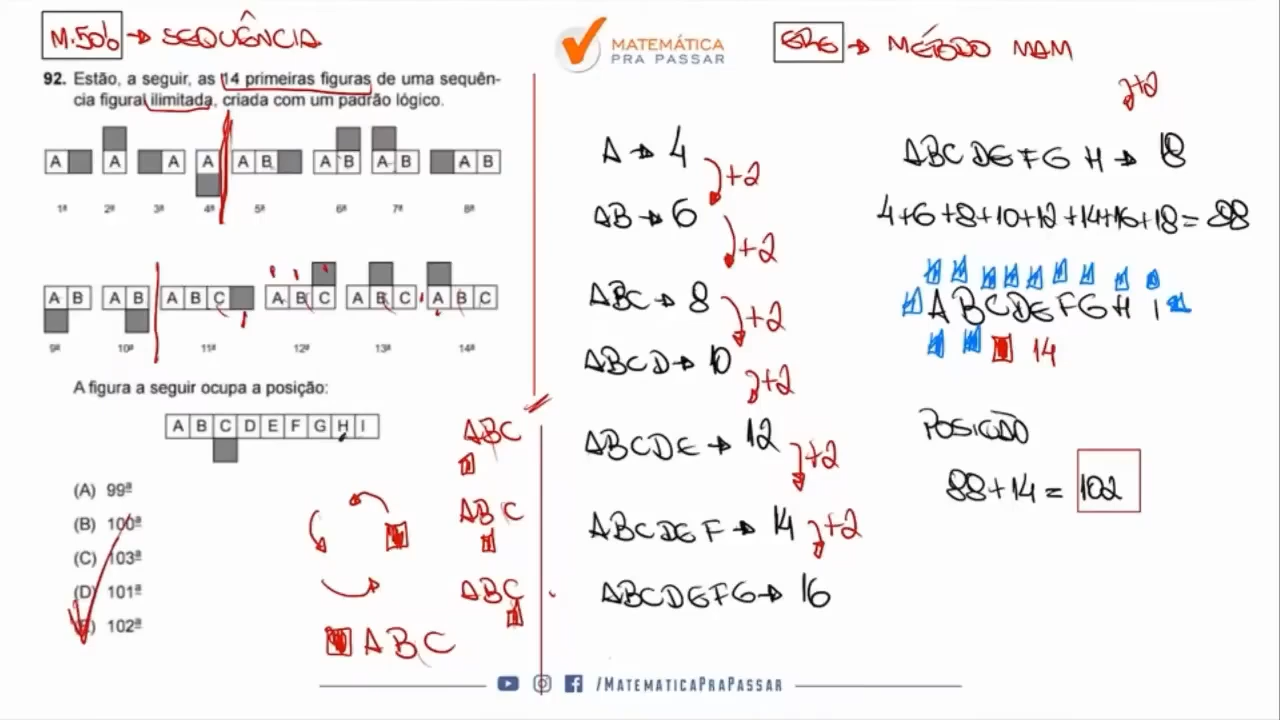 M.50% → SEQUÊNCIA
MATEMÁTICA
PRA PASSAR
→ MÉTODO MAM
92. Estão, a seguir, as 14 primeiras figuras de uma sequên-
cia figural ilimitada, criada com um padrão lógico.
A A A A A B A B A B A B
1ª 2ª 3ª 4ª 5ª 6ª 7ª 8ª
A B A B A B C A B C A B C A B C
9ª 10ª 11ª 12ª 13ª 14ª
A figura a seguir ocupa a posição:
A B C D E F G H I
(A) 99ª
(B) 100ª
(C) 103ª
(D) 101ª
102ª
ABC
ABC
ABC
ABC
A → 4
+2
AB → 6
+2
ABC → 8
+2
ABCD → 10
+2
ABCDE → 12
+2
ABCDEF → 14
+2
ABCDEFG → 16
+2
ABCDEFGH → 18
4+6+8+10+12+14+16+18=88
ABCDEFGHI
14
POSIÇÃO
88+14=102
/MATEMATICAPRAPASSAR